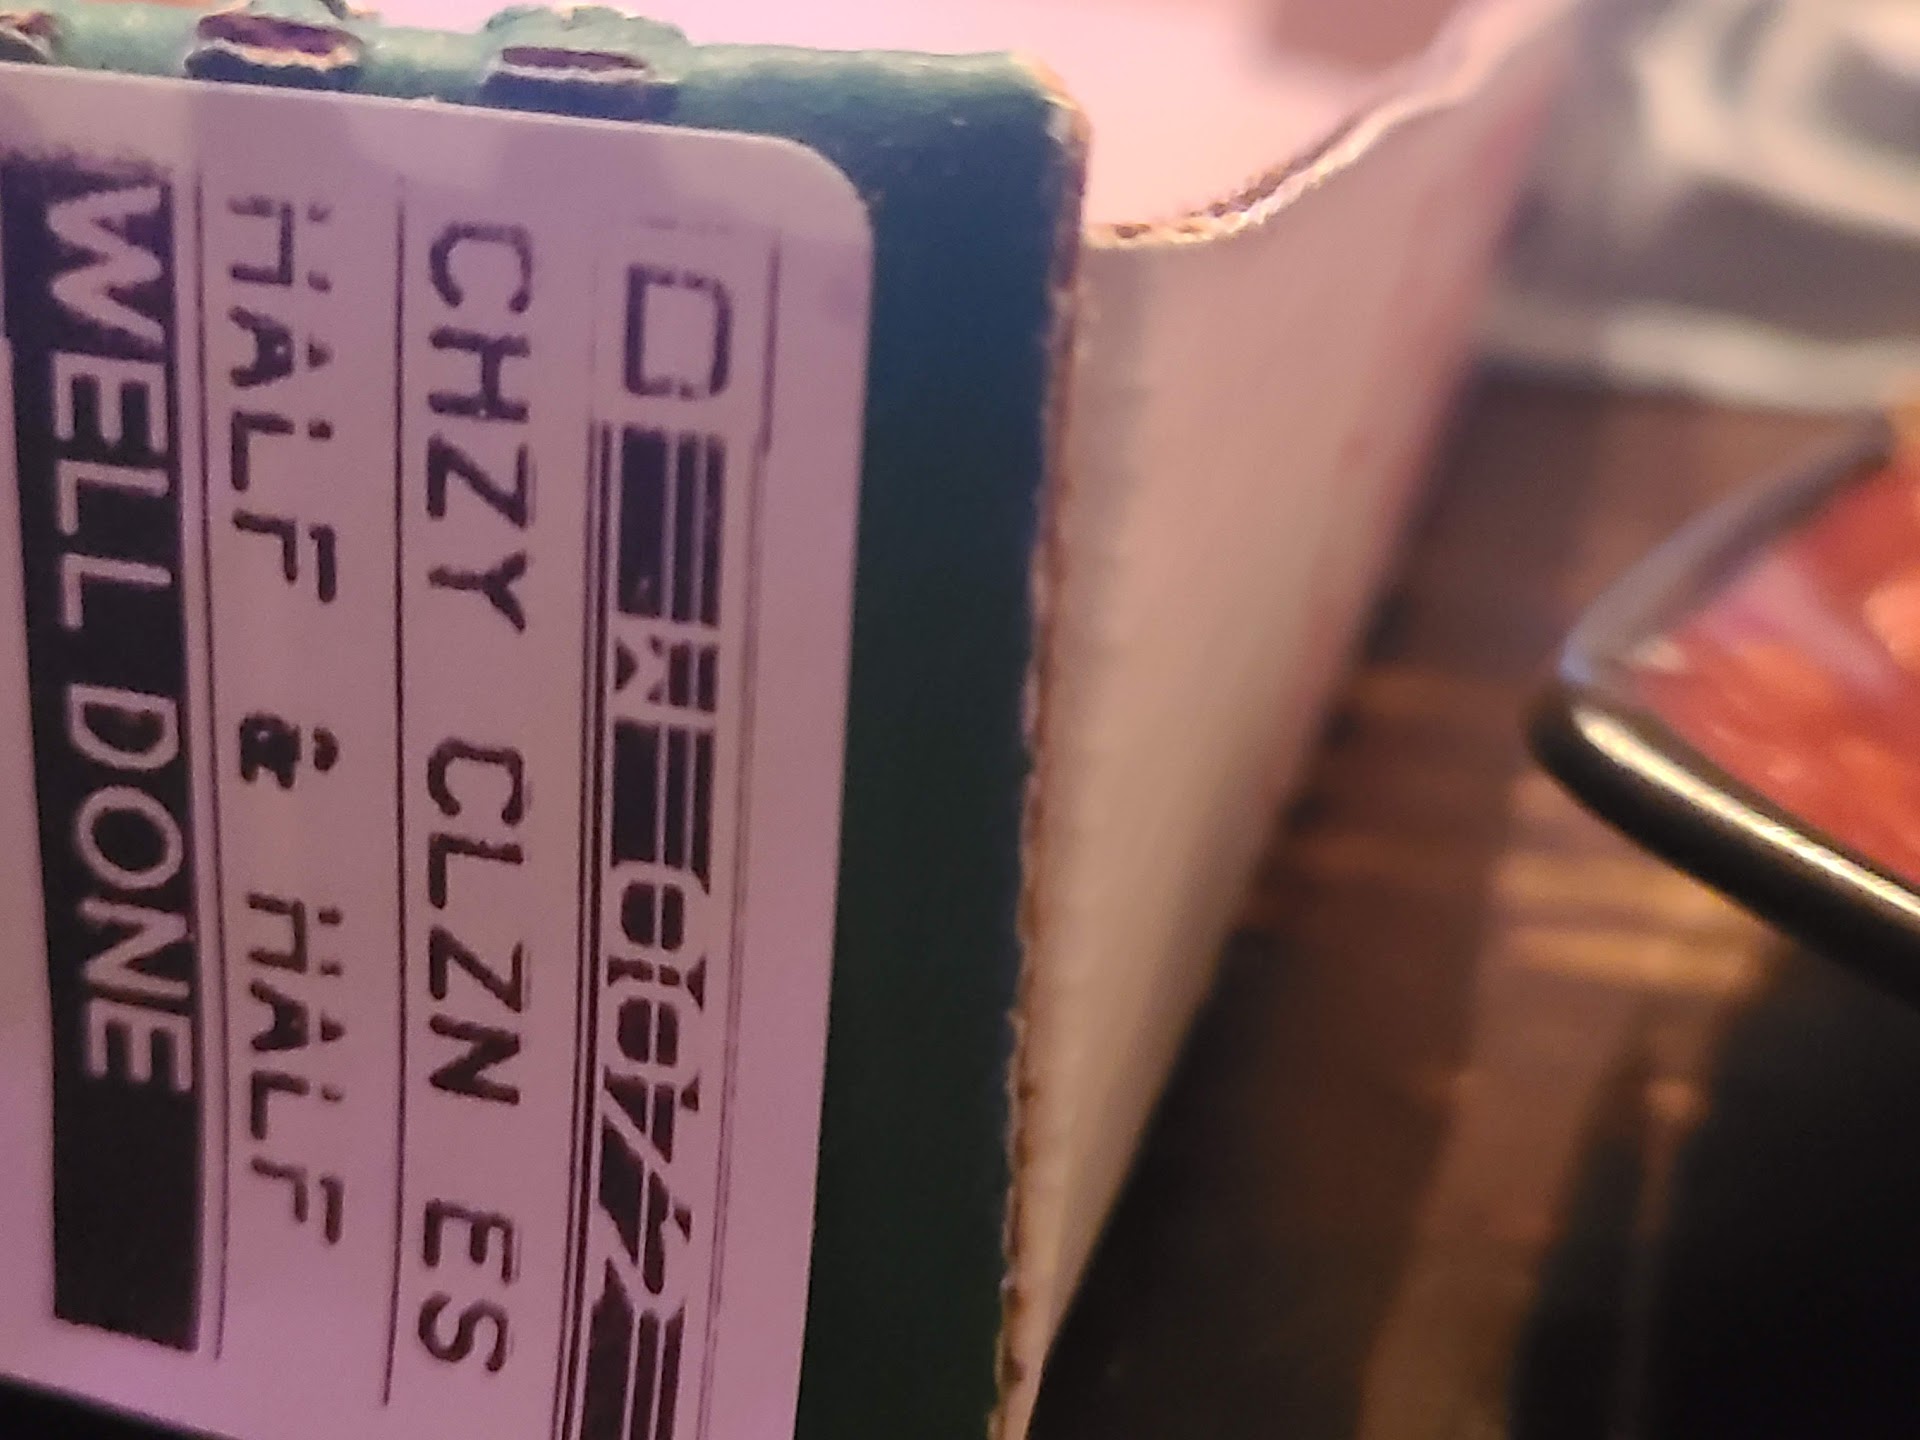 CHZY CLZN ES
HALF & HALF
WELL DONE